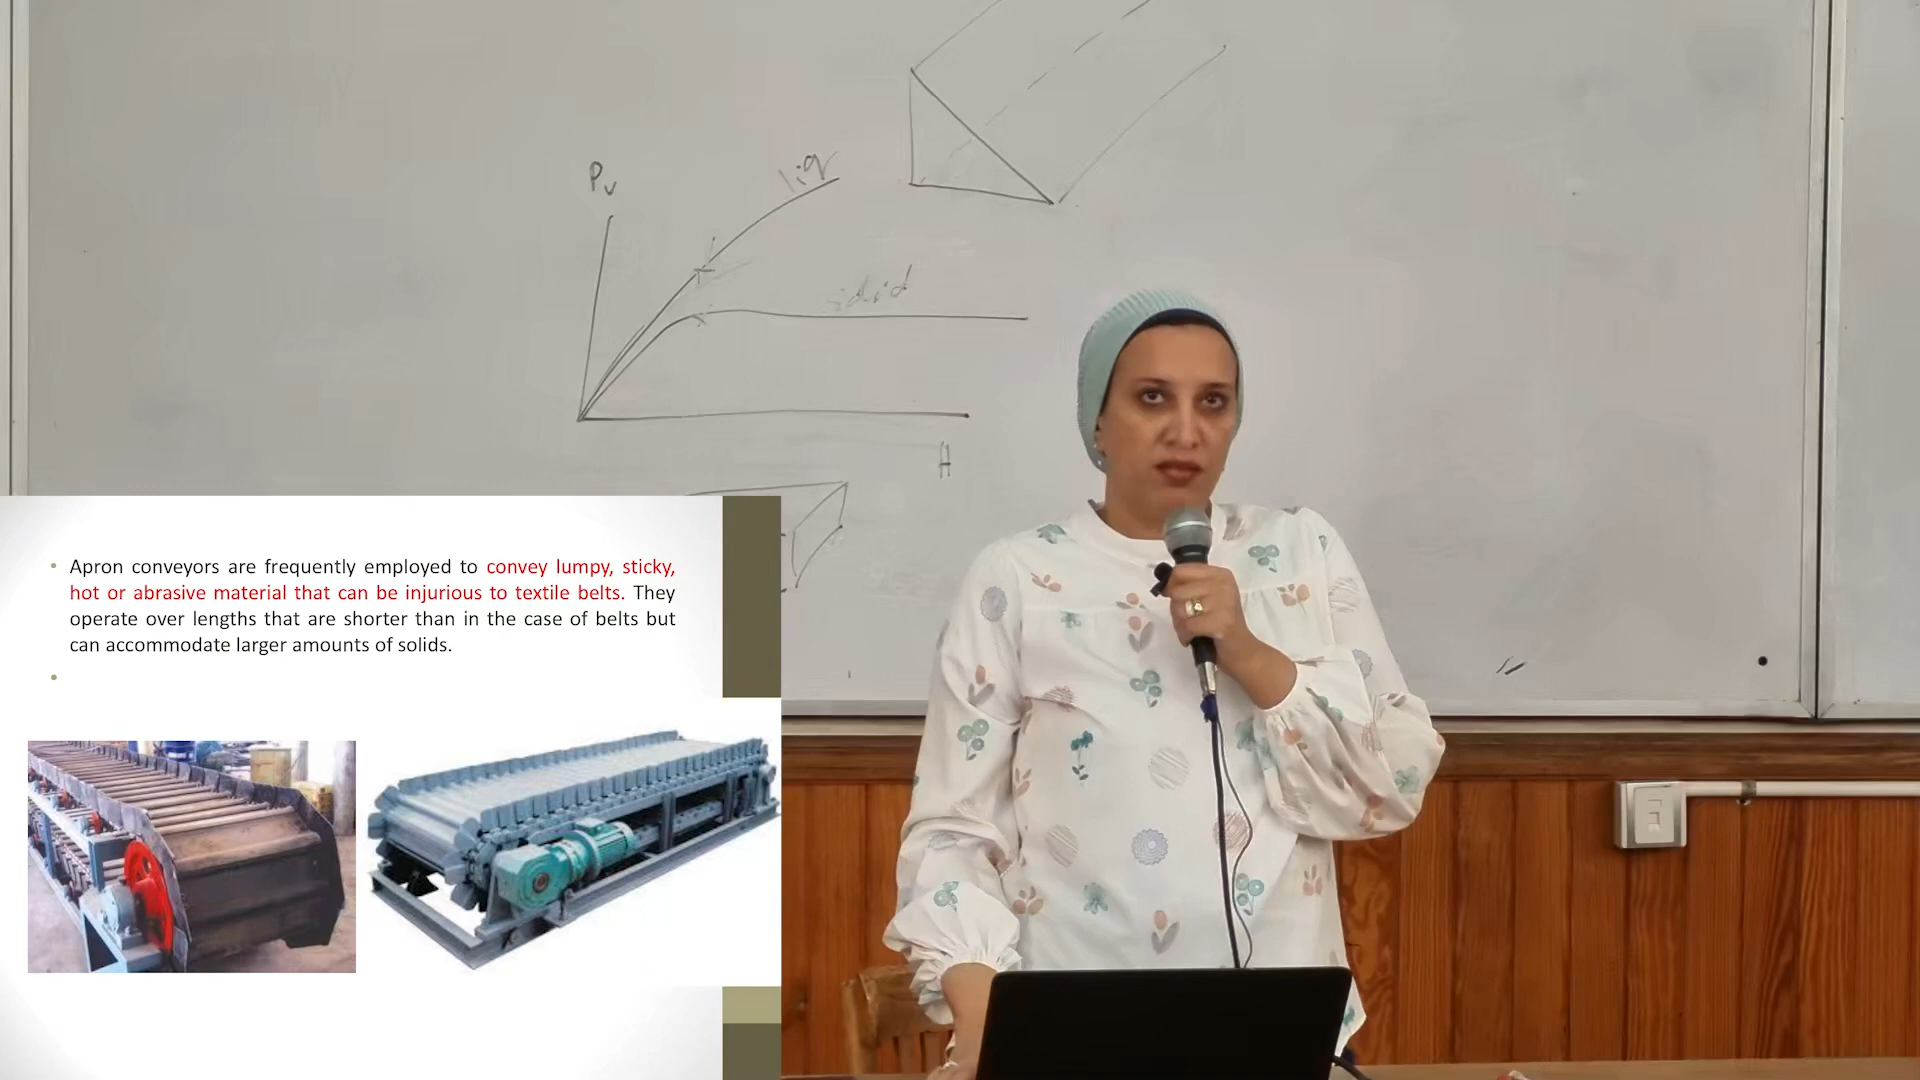 Pv
liq
solid
H
• Apron conveyors are frequently employed to convey lumpy, sticky,
hot or abrasive material that can be injurious to textile belts. They
operate over lengths that are shorter than in the case of belts but
can accommodate larger amounts of solids.
•